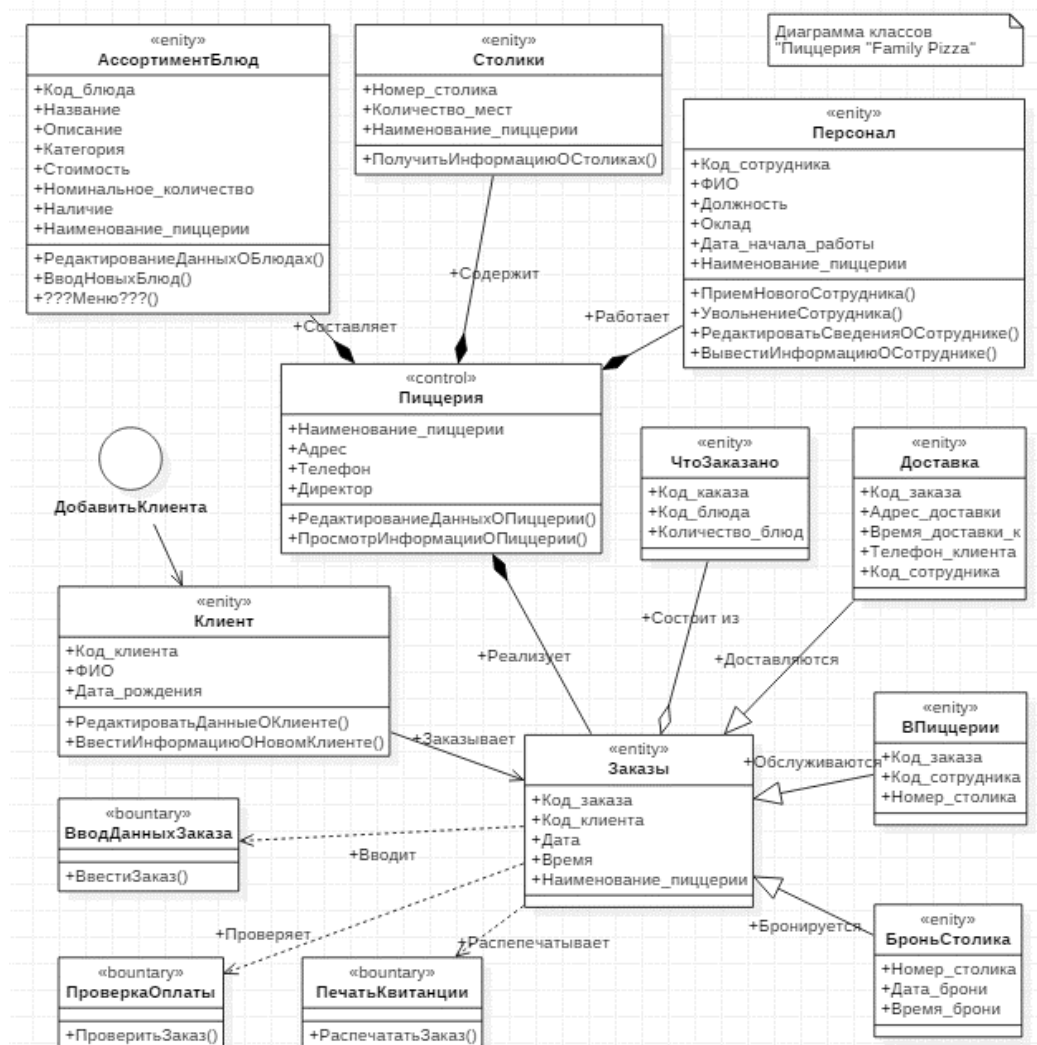 «enity»
АссортиментБлюд
+Код_блюда
+Название
+Описание
+Категория
+Стоимость
+Номинальное_количество
+Наличие
+Наименование_пиццерии
+РедактированиеДанныхОБлюдах()
+ВводНовыхБлюд()
+???Меню???()
«enity»
Столики
+Номер_столика
+Количество_мест
+Наименование_пиццерии
+ПолучитьИнформациюОСтоликах()
Диаграмма классов
"Пиццерия "Family Pizza"
«enity»
Персонал
+Код_сотрудника
+ФИО
+Должность
+Оклад
+Дата_начала_работы
+Наименование_пиццерии
+ПриемНовогоСотрудника()
+УвольнениеСотрудника()
+РедактироватьСведенияОСотруднике()
+ВывестиИнформациюОСотруднике()
+Составляет
+Содержит
+Работает
«control»
Пиццерия
+Наименование_пиццерии
+Адрес
+Телефон
+Директор
+РедактированиеДанныхОПиццерии()
+ПросмотрИнформацииОПиццерии()
ДобавитьКлиента
«enity»
ЧтоЗаказано
+Код_каказа
+Код_блюда
+Количество_блюд
«enity»
Доставка
+Код_заказа
+Адрес_доставки
+Время_доставки_к
+Телефон_клиента
+Код_сотрудника
«enity»
Клиент
+Код_клиента
+ФИО
+Дата_рождения
+РедактироватьДанныеОКлиенте()
+ВвестиИнформациюОНовомКлиенте()
+Реализует
+Состоит из
+Доставляются
+Заказывает
+Обслуживаются
«entity»
Заказы
+Код_заказа
+Код_клиента
+Дата
+Время
+Наименование_пиццерии
«enity»
ВПиццерии
+Код_заказа
+Код_сотрудника
+Номер_столика
«bountary»
ВводДанныхЗаказа
+ВвестиЗаказ()
+Вводит
+Проверяет
+Распепечатывает
+Бронируется
«enity»
БроньСтолика
+Номер_столика
+Дата_брони
+Время_брони
«bountary»
ПроверкаОплаты
+ПроверитьЗаказ()
«bountary»
ПечатьКвитанции
+РаспечататьЗаказ()